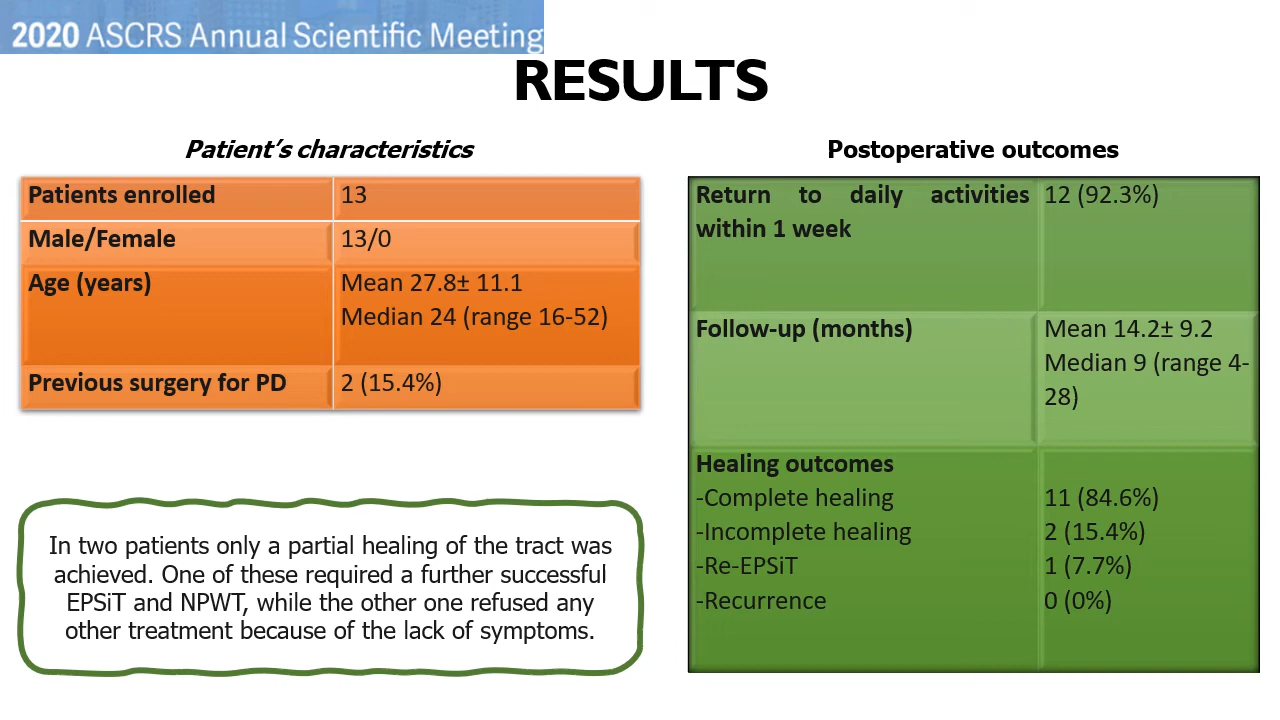 2020 ASCRS Annual Scientific Meeting
RESULTS
Patient’s characteristics
Patients enrolled 13
Male/Female 13/0
Age (years) Mean 27.8± 11.1
Median 24 (range 16-52)
Previous surgery for PD 2 (15.4%)
In two patients only a partial healing of the tract was
achieved. One of these required a further successful
EPSiT and NPWT, while the other one refused any
other treatment because of the lack of symptoms.
Postoperative outcomes
Return to daily activities 12 (92.3%)
within 1 week
Follow-up (months) Mean 14.2± 9.2
Median 9 (range 4-
28)
Healing outcomes
-Complete healing 11 (84.6%)
-Incomplete healing 2 (15.4%)
-Re-EPSiT 1 (7.7%)
-Recurrence 0 (0%)